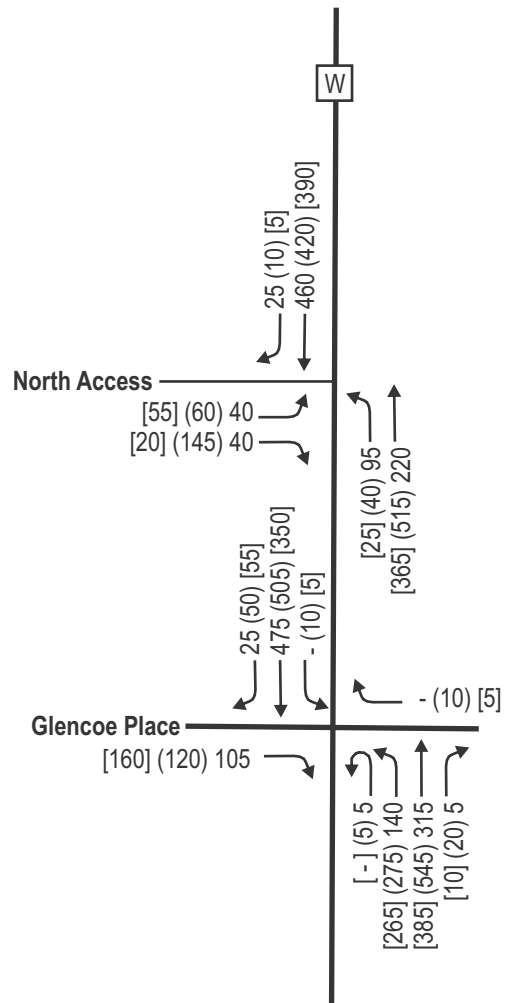 W
25 (10) [5]
460 (420) [390]
North Access
[55] (60) 40
[20] (145) 40
[25] (40) 95
[365] (515) 220
25 (50) [55]
475 (505) [350]
- (10) [5]
- (10) [5]
Glencoe Place
[160] (120) 105
[ - ] (5) 5
[265] (275) 140
[385] (545) 315
[10] (20) 5